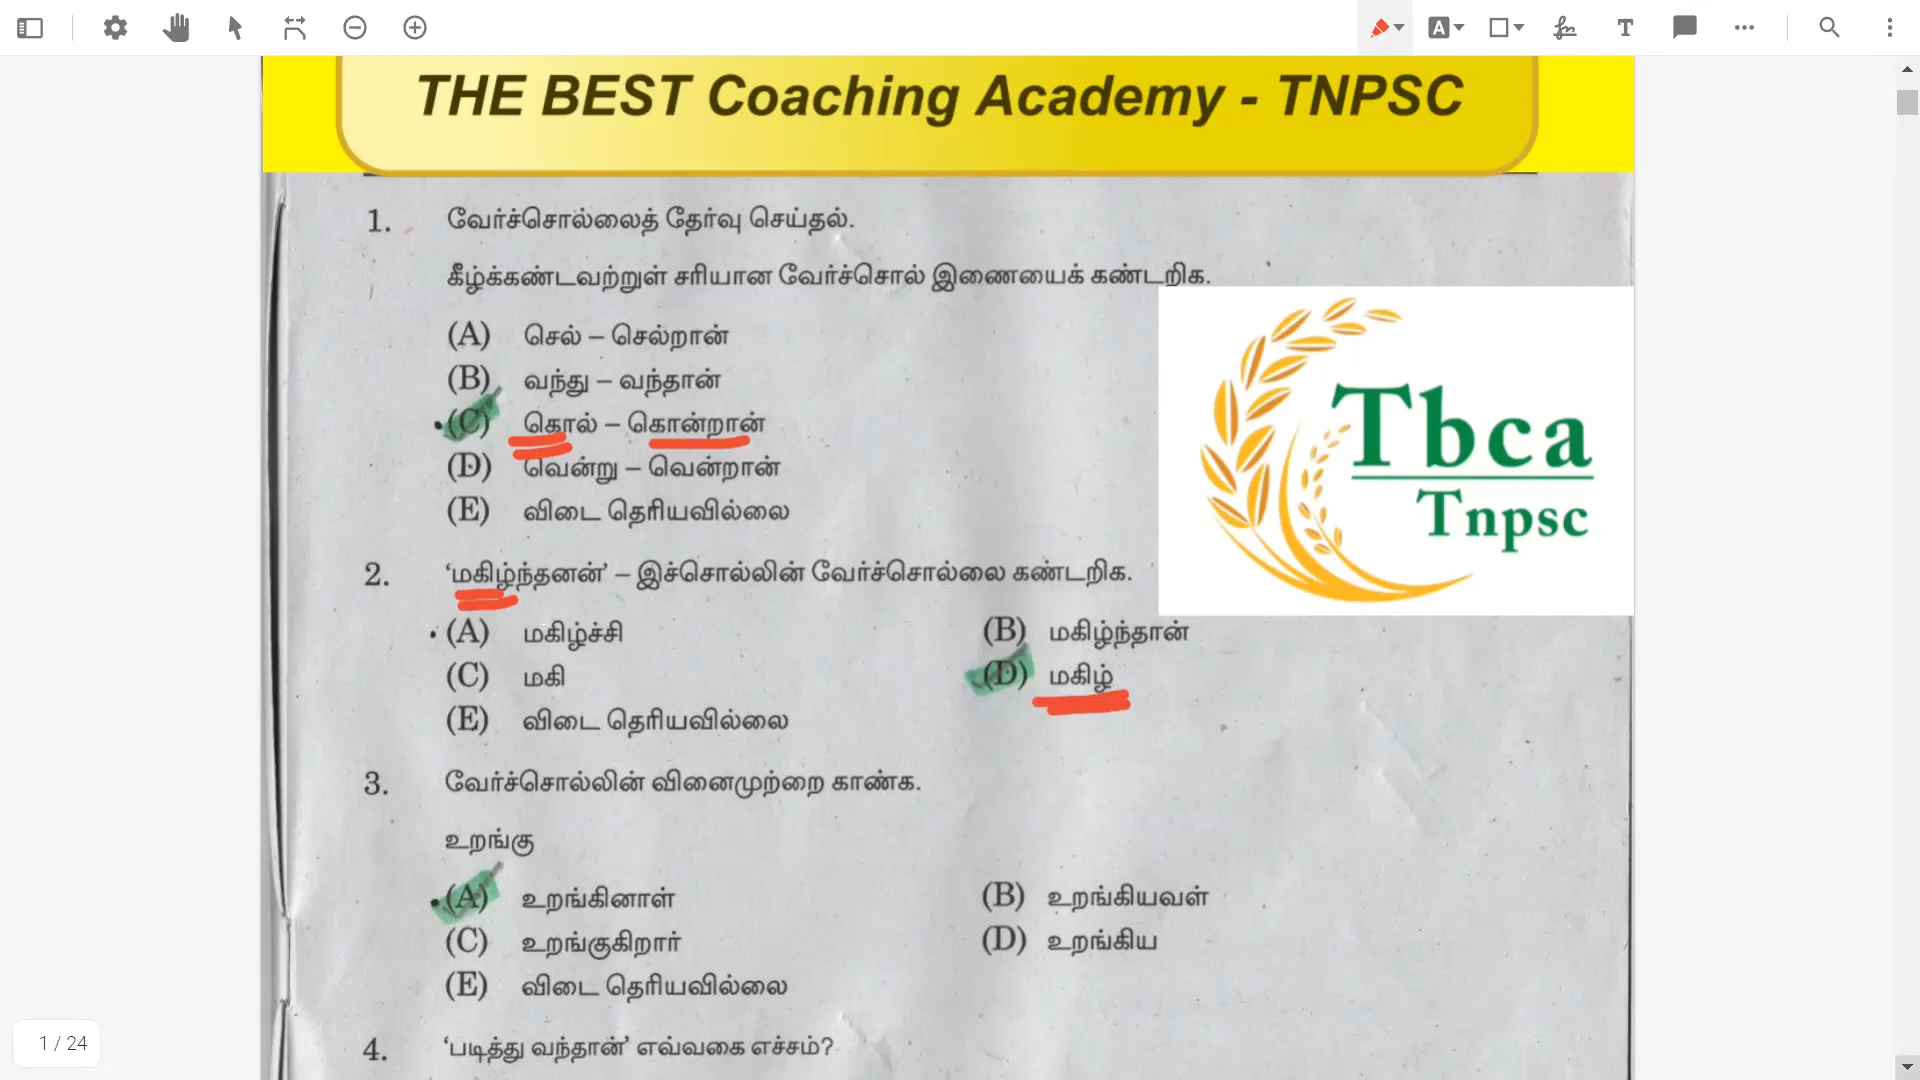 THE BEST Coaching Academy - TNPSC
1. வேர்ச்சொல்லைத் தேர்வு செய்தல்.
கீழ்க்கண்டவற்றுள் சரியான வேர்ச்சொல் இணையைக் கண்டறிக.
(A) செல் – செல்றான்
(B) வந்து – வந்தான்
(C) கொல் – கொன்றான்
(D) வென்று – வென்றான்
(E) விடை தெரியவில்லை
Tbca
Tnpsc
2. ‘மகிழ்ந்தனன்’ – இச்சொல்லின் வேர்ச்சொல்லை கண்டறிக.
(A) மகிழ்ச்சி (B) மகிழ்ந்தான்
(C) மகி (D) மகிழ்
(E) விடை தெரியவில்லை
3. வேர்ச்சொல்லின் வினைமுற்றை காண்க.
உறங்கு
(A) உறங்கினாள் (B) உறங்கியவள்
(C) உறங்குகிறார் (D) உறங்கிய
(E) விடை தெரியவில்லை
4. ‘படித்து வந்தான்’ எவ்வகை எச்சம்?
1 / 24